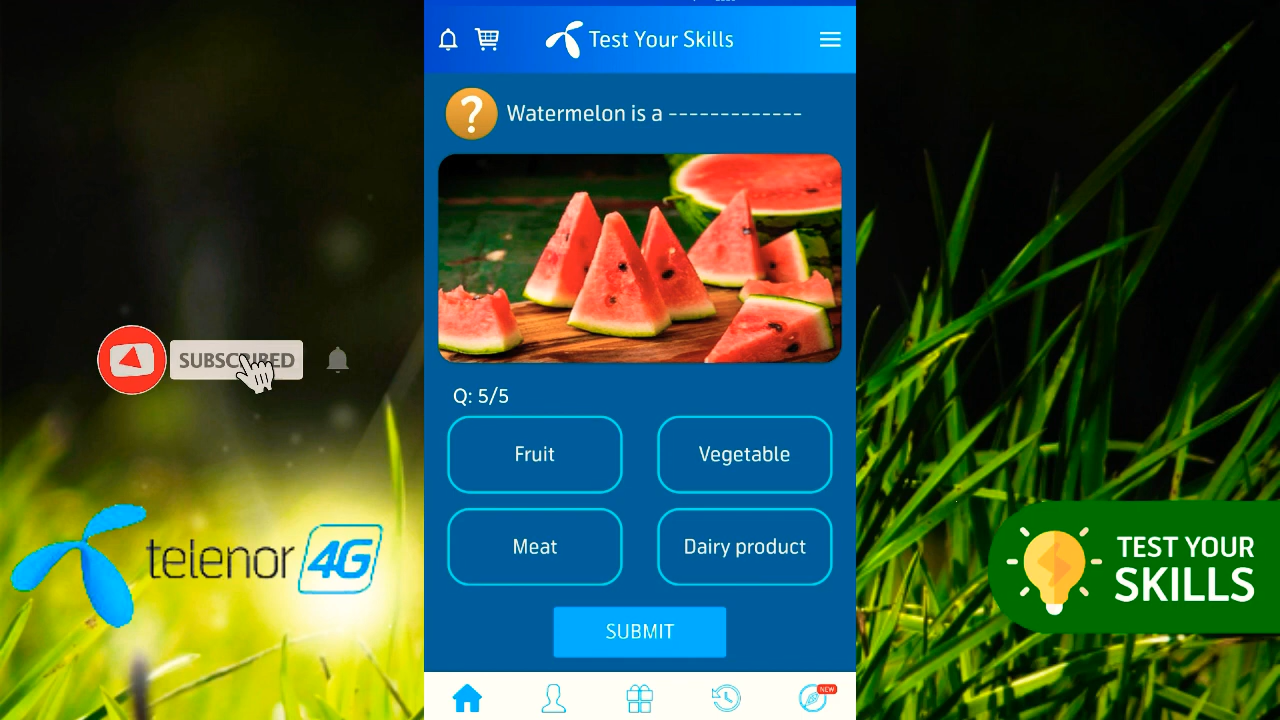 Test Your Skills
? Watermelon is a -------------
Q: 5/5
Fruit
Vegetable
Meat
Dairy product
SUBMIT
NEW
SUBSCRIBED
telenor 4G
TEST YOUR
SKILLS